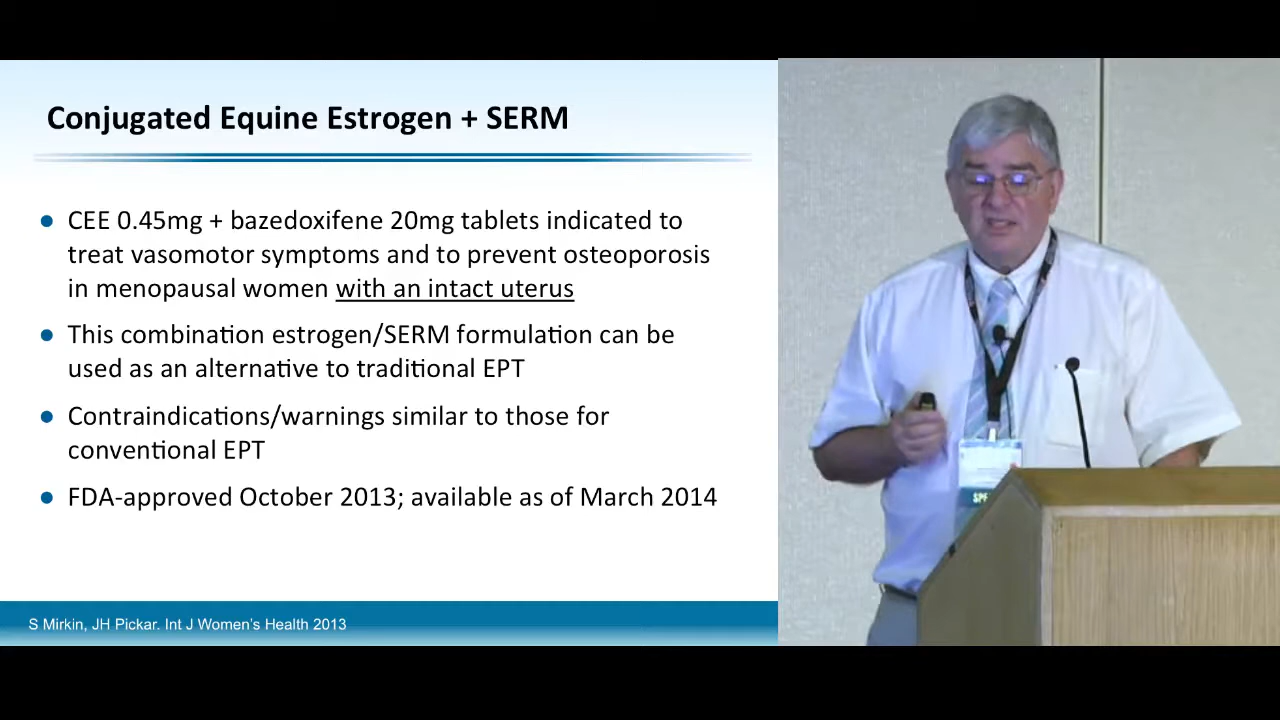 Conjugated Equine Estrogen + SERM
● CEE 0.45mg + bazedoxifene 20mg tablets indicated to
treat vasomotor symptoms and to prevent osteoporosis
in menopausal women with an intact uterus
● This combination estrogen/SERM formulation can be
used as an alternative to traditional EPT
● Contraindications/warnings similar to those for
conventional EPT
● FDA-approved October 2013; available as of March 2014
S Mirkin, JH Pickar. Int J Women's Health 2013